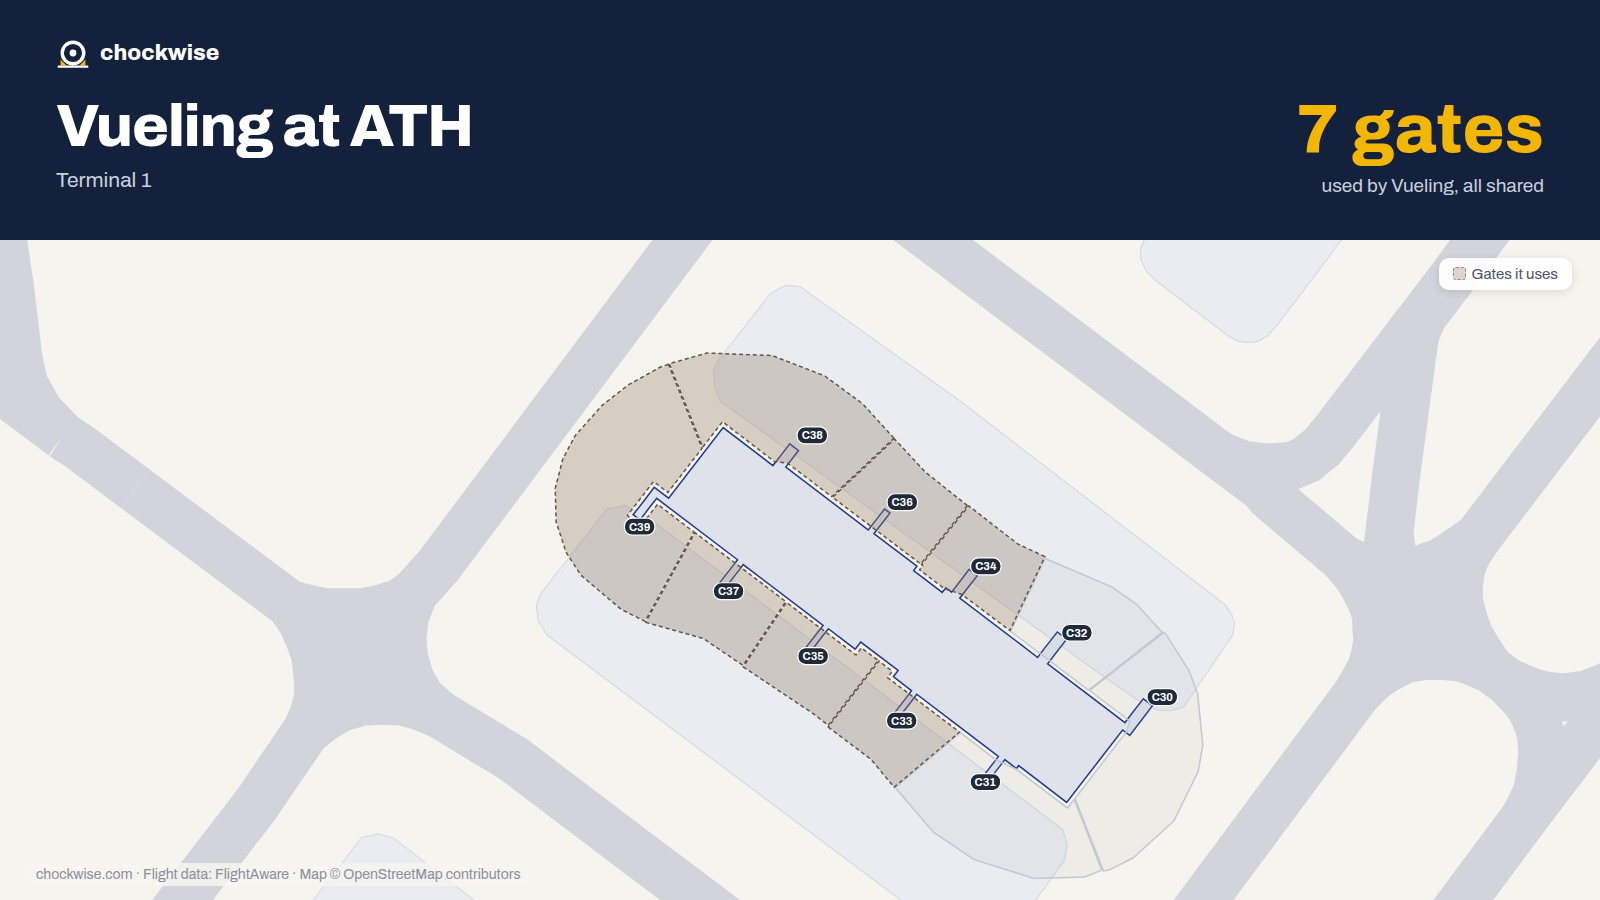 chockwise
Vueling at ATH
Terminal 1
7 gates
used by Vueling, all shared
Gates it uses
C38
C36
C39
C34
C37
C32
C35
C30
C33
C31
chockwise.com · Flight data: FlightAware · Map © OpenStreetMap contributors